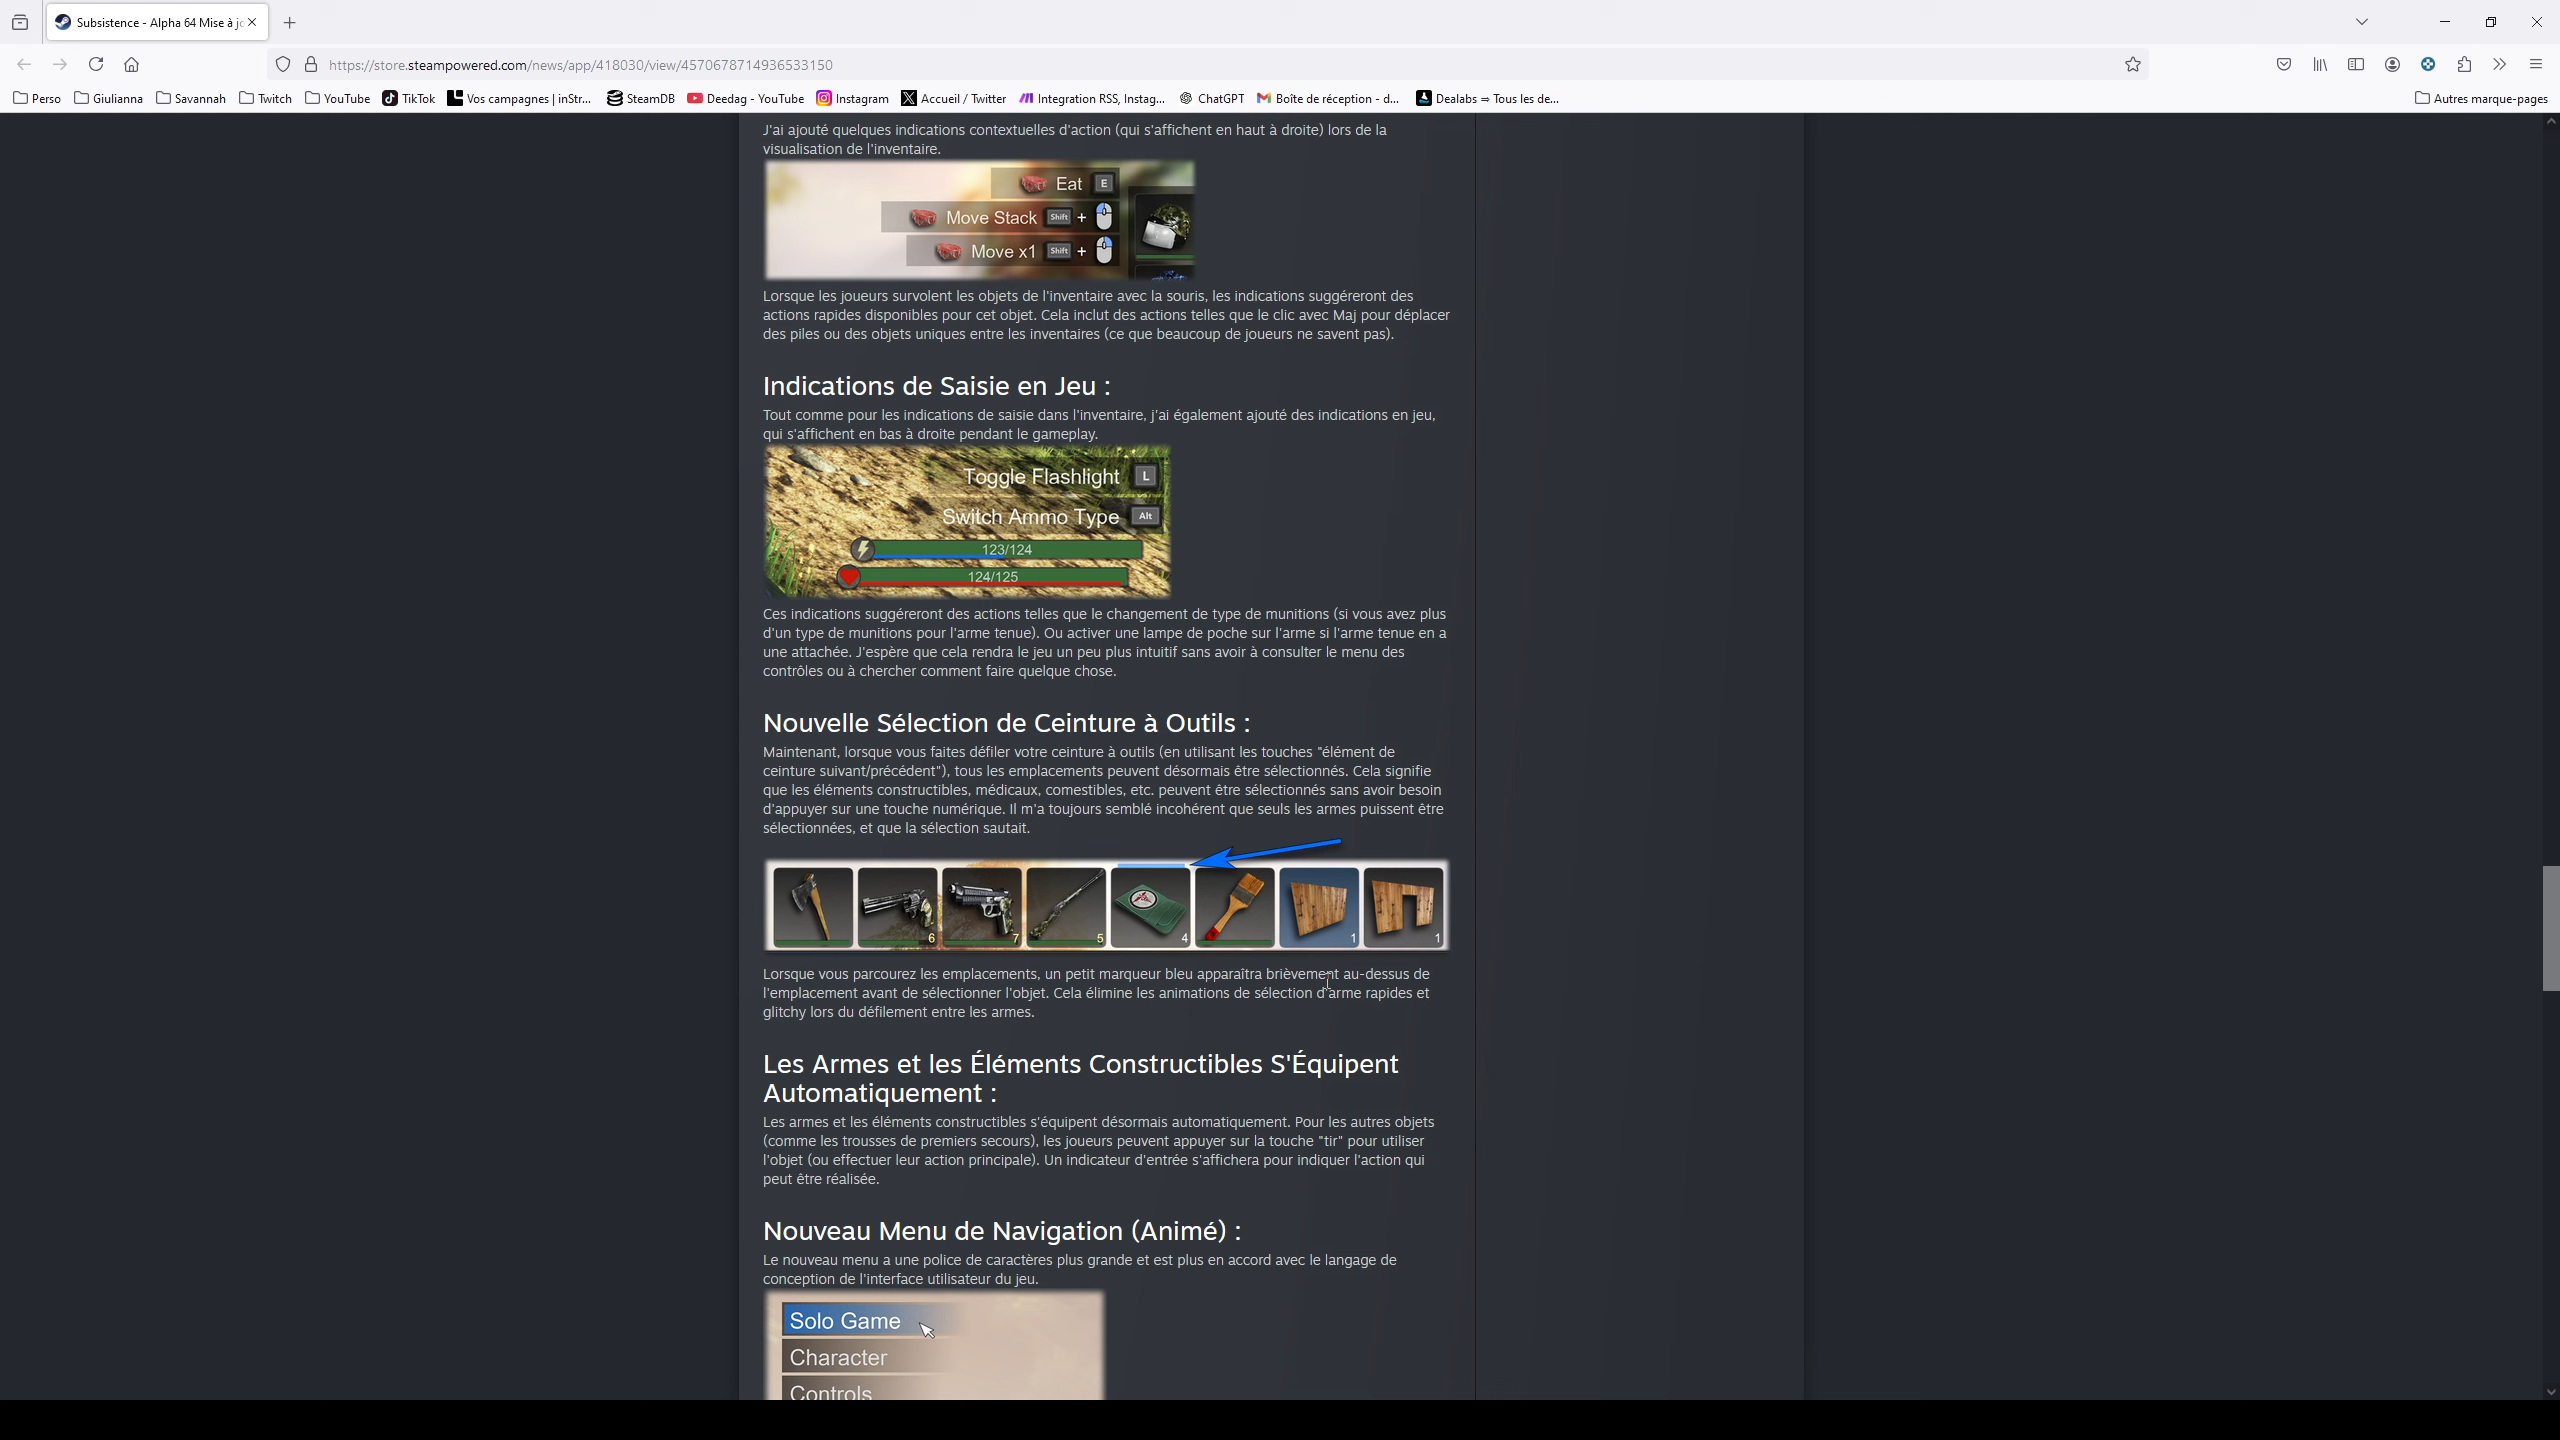 Subsistence - Alpha 64 Mise à jo
https://store.steampowered.com/news/app/418030/view/4570678714936533150
Perso Giulianna Savannah Twitch YouTube TikTok Vos campagnes | inStr... SteamDB Deedag - YouTube Instagram Accueil / Twitter Integration RSS, Instag... ChatGPT Boîte de réception - d... Dealabs ⇒ Tous les de... Autres marque-pages
J'ai ajouté quelques indications contextuelles d'action (qui s'affichent en haut à droite) lors de la
visualisation de l'inventaire.
Eat E
Move Stack Shift +
Move x1 Shift +
Lorsque les joueurs survolent les objets de l'inventaire avec la souris, les indications suggéreront des
actions rapides disponibles pour cet objet. Cela inclut des actions telles que le clic avec Maj pour déplacer
des piles ou des objets uniques entre les inventaires (ce que beaucoup de joueurs ne savent pas).
Indications de Saisie en Jeu :
Tout comme pour les indications de saisie dans l'inventaire, j'ai également ajouté des indications en jeu,
qui s'affichent en bas à droite pendant le gameplay.
Toggle Flashlight L
Switch Ammo Type Alt
123/124
124/125
Ces indications suggéreront des actions telles que le changement de type de munitions (si vous avez plus
d'un type de munitions pour l'arme tenue). Ou activer une lampe de poche sur l'arme si l'arme tenue en a
une attachée. J'espère que cela rendra le jeu un peu plus intuitif sans avoir à consulter le menu des
contrôles ou à chercher comment faire quelque chose.
Nouvelle Sélection de Ceinture à Outils :
Maintenant, lorsque vous faites défiler votre ceinture à outils (en utilisant les touches "élément de
ceinture suivant/précédent"), tous les emplacements peuvent désormais être sélectionnés. Cela signifie
que les éléments constructibles, médicaux, comestibles, etc. peuvent être sélectionnés sans avoir besoin
d'appuyer sur une touche numérique. Il m'a toujours semblé incohérent que seuls les armes puissent être
sélectionnées, et que la sélection sautait.
6 7 5 4 1 1
Lorsque vous parcourez les emplacements, un petit marqueur bleu apparaîtra brièvement au-dessus de
l'emplacement avant de sélectionner l'objet. Cela élimine les animations de sélection d'arme rapides et
glitchy lors du défilement entre les armes.
Les Armes et les Éléments Constructibles S'Équipent
Automatiquement :
Les armes et les éléments constructibles s'équipent désormais automatiquement. Pour les autres objets
(comme les trousses de premiers secours), les joueurs peuvent appuyer sur la touche "tir" pour utiliser
l'objet (ou effectuer leur action principale). Un indicateur d'entrée s'affichera pour indiquer l'action qui
peut être réalisée.
Nouveau Menu de Navigation (Animé) :
Le nouveau menu a une police de caractères plus grande et est plus en accord avec le langage de
conception de l'interface utilisateur du jeu.
Solo Game
Character
Controls